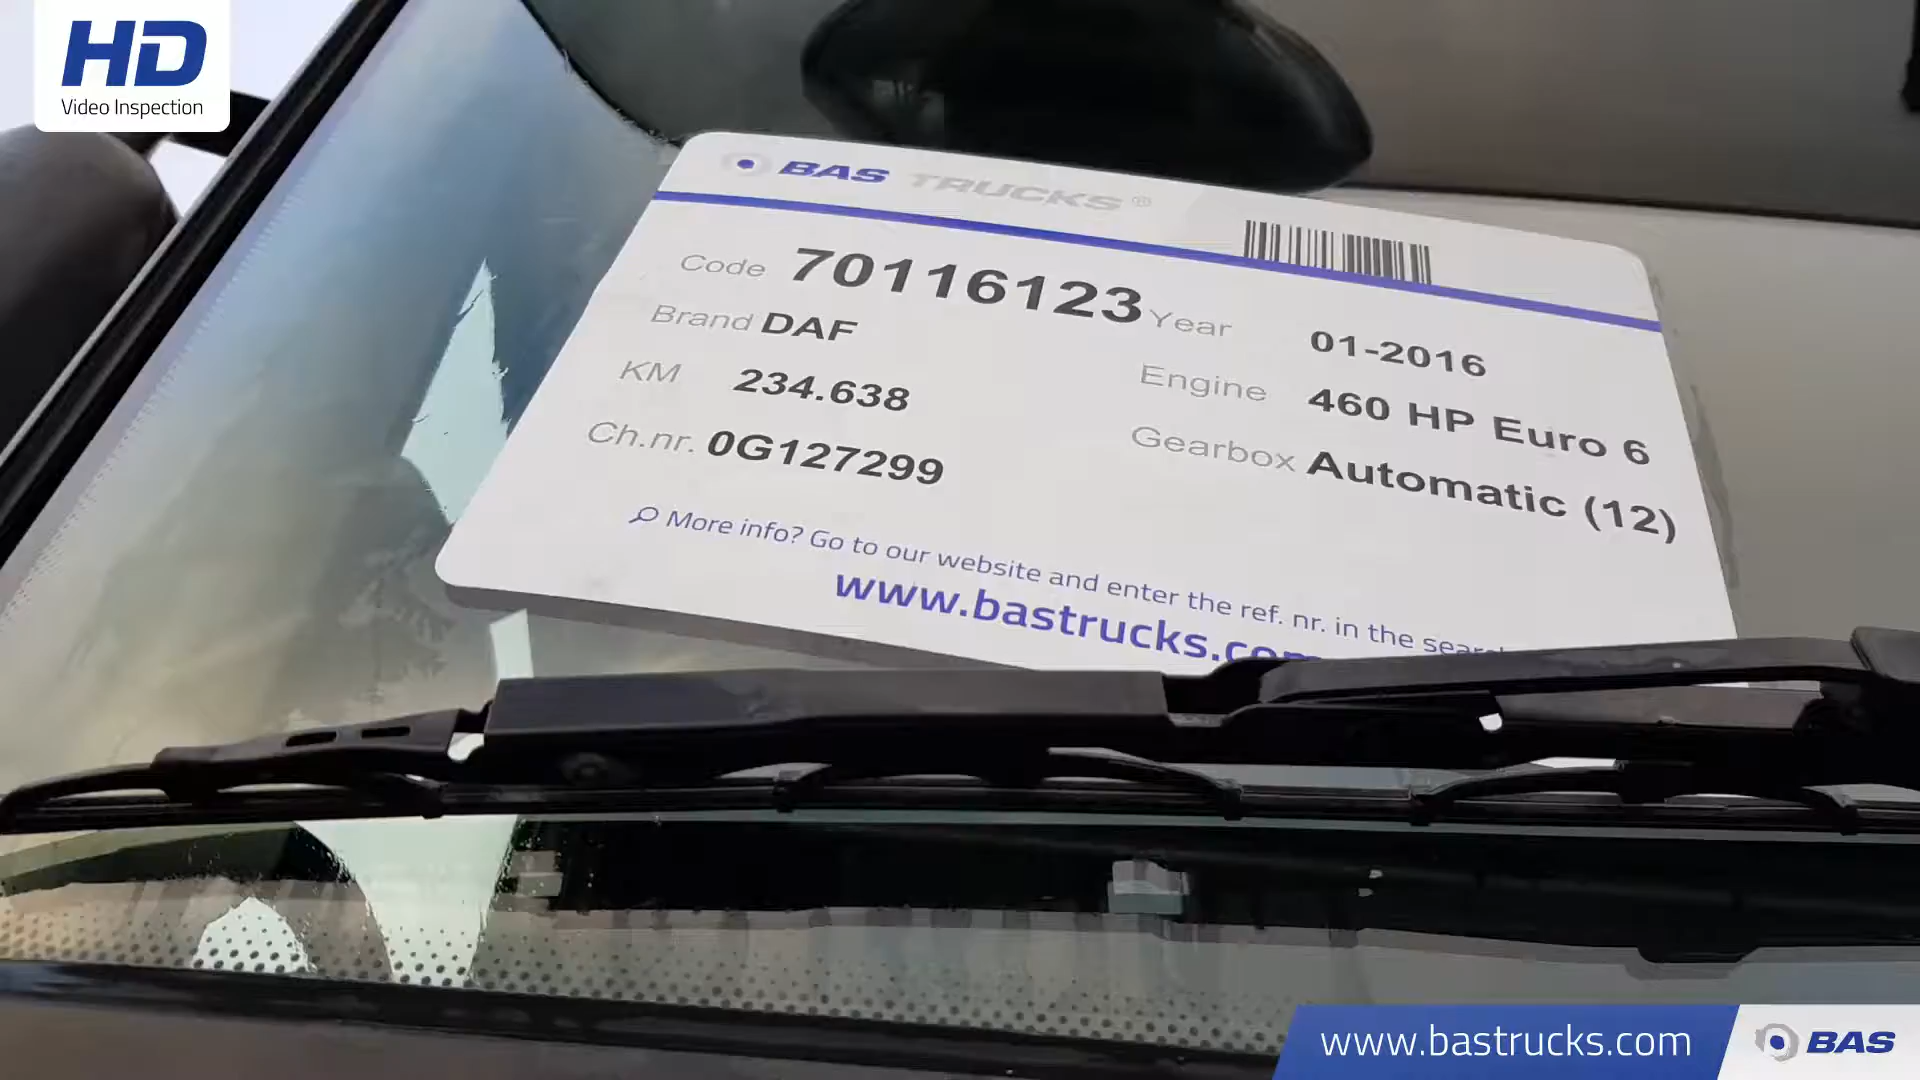 HD
Video Inspection
BAS TRUCKS®
Code 70116123
Year 01-2016
Brand DAF
Engine 460 HP Euro 6
KM 234.638
Gearbox Automatic (12)
Ch.nr. 0G127299
More info? Go to our website and enter the ref. nr. in the
www.bastrucks.com
www.bastrucks.com
BAS